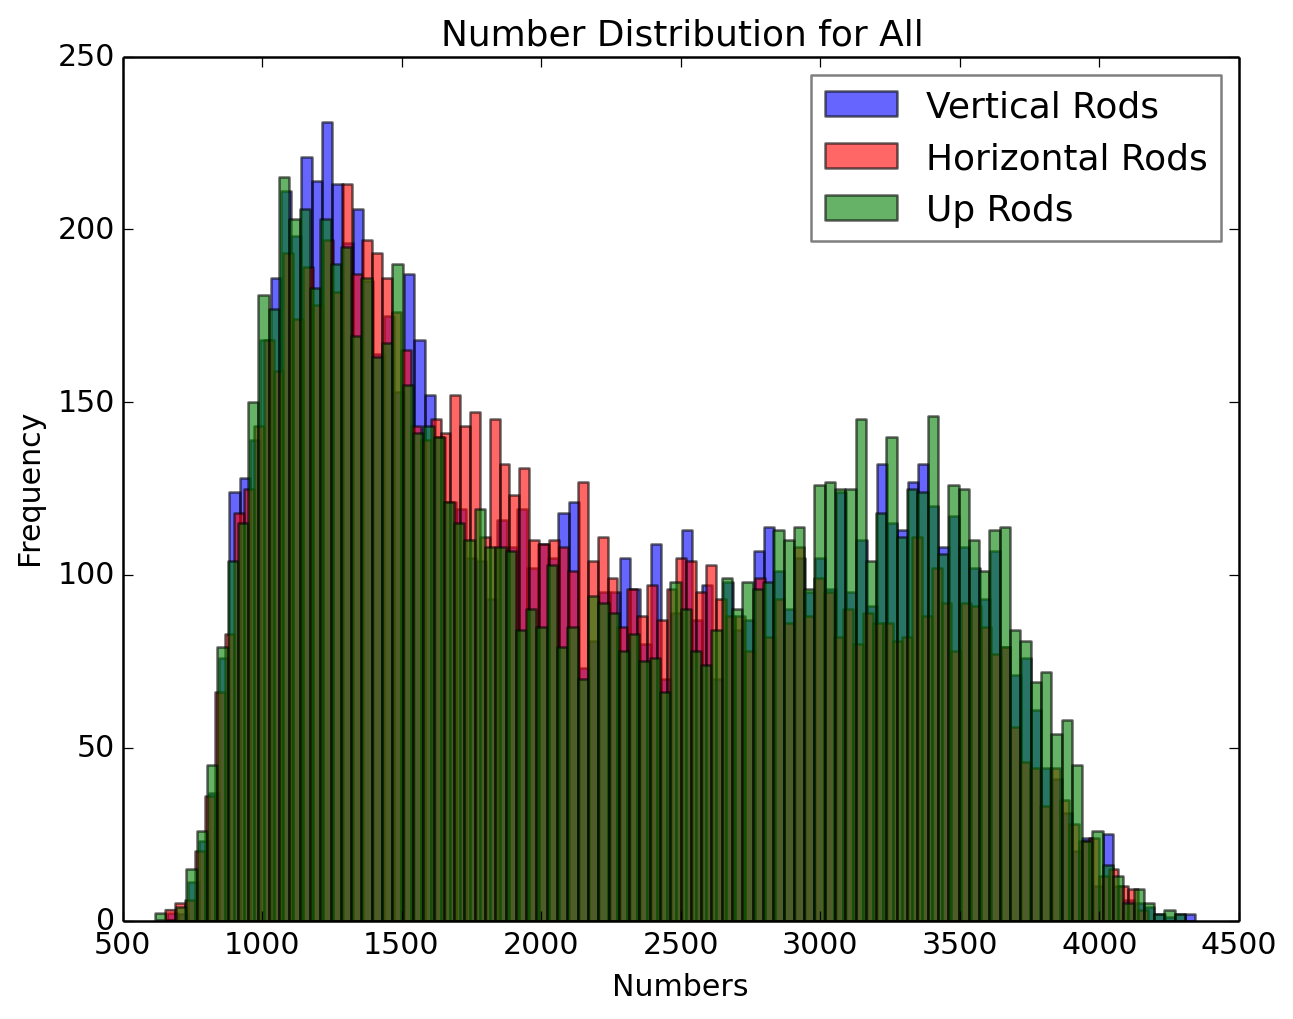 Number Distribution for All
Vertical Rods
Horizontal Rods
Up Rods
250
200
150
100
50
0
Frequency
500 1000 1500 2000 2500 3000 3500 4000 4500
Numbers